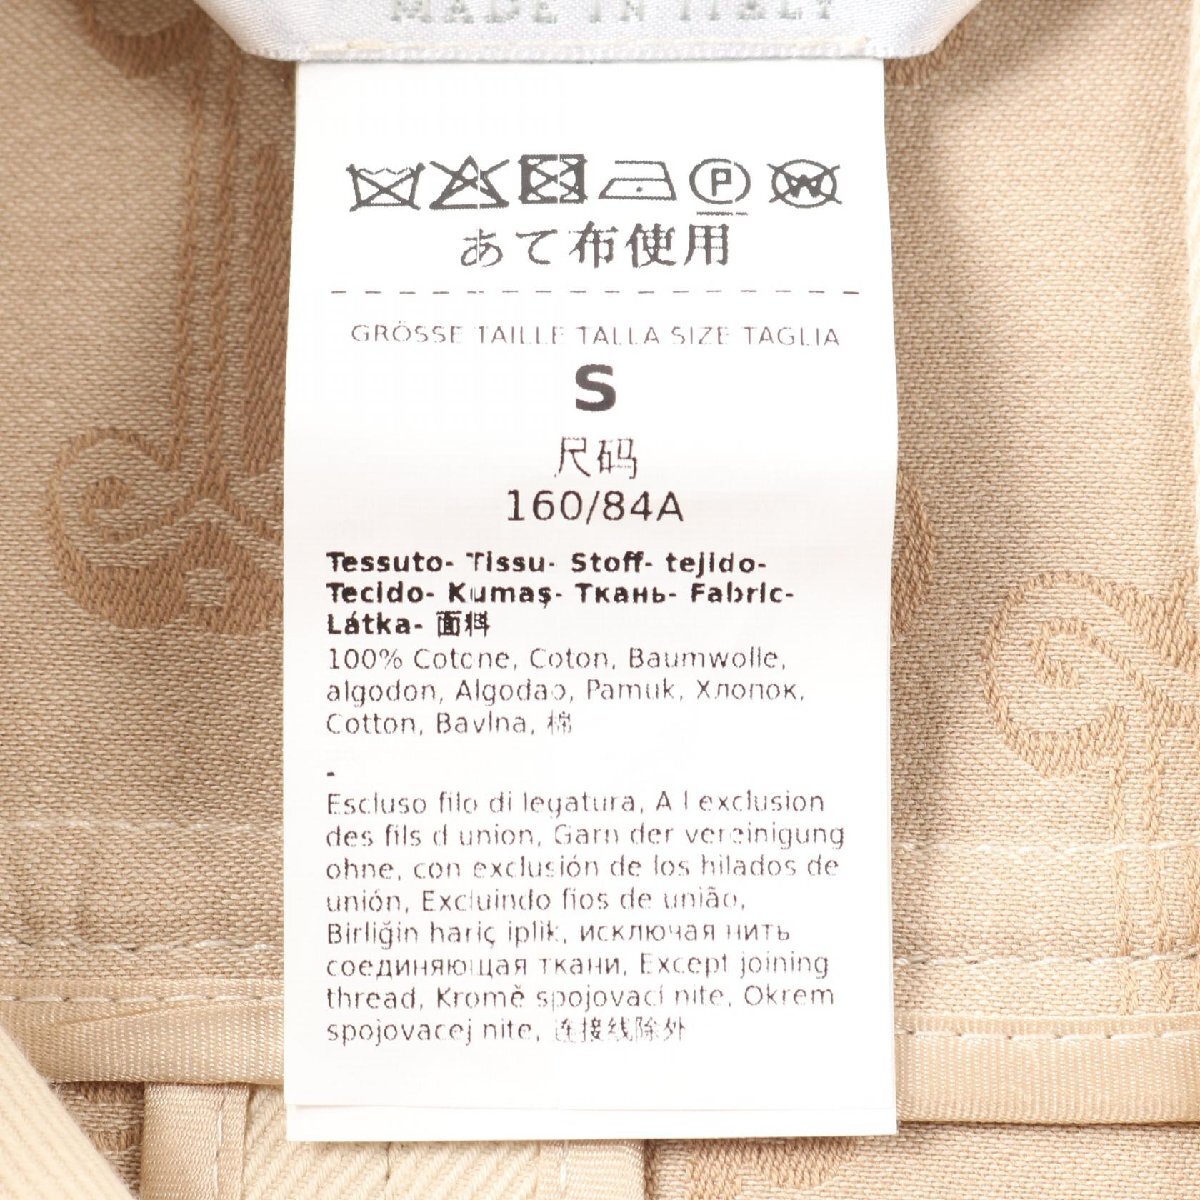 MADE IN ITALY
P
W
あて布使用
GRÖSSE TAILLE TALLA SIZE TAGLIA
S
尺码
160/84A
Tessuto- Tissu- Stoff- tejido-
Tecido- Kumaş- Ткань- Fabric-
Látka- 面料
100% Cotone, Coton, Baumwolle,
algodon, Algodao, Pamuk, Хлопок,
Cotton, Bavlna, 棉
-
Escluso filo di legatura, A l exclusion
des fils d union, Garn der vereinigung
ohne, con exclusión de los hilados de
unión, Excluindo fios de união,
Birliğin hariç iplik, исключая нить
соединяющая ткани, Except joining
thread, Kromě spojovací nite, Okrem
spojovacej nite, 连接线除外